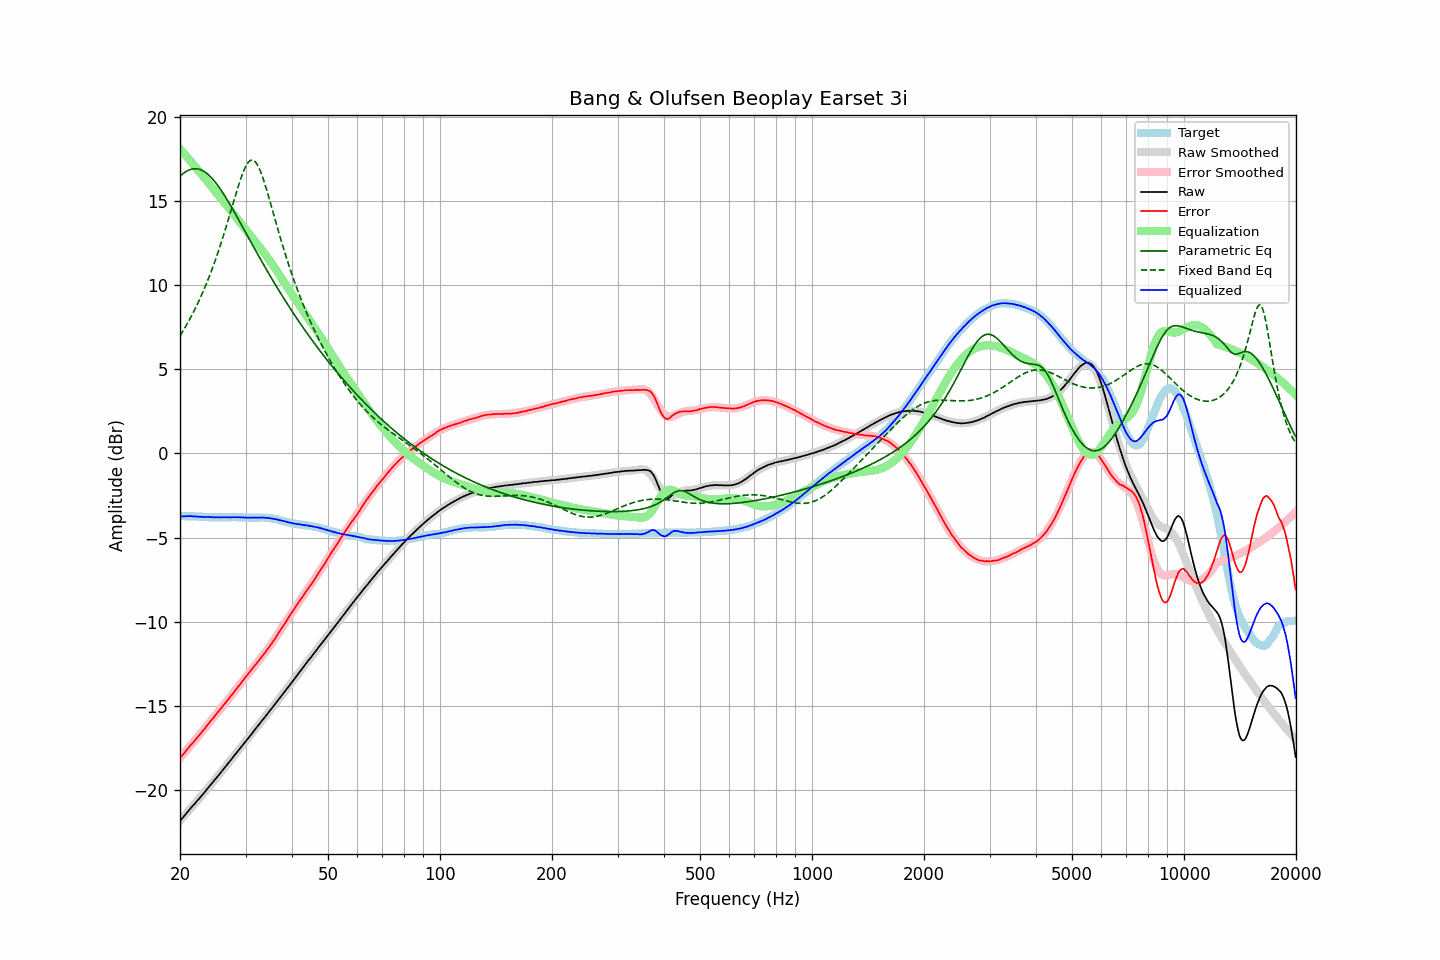 Bang & Olufsen Beoplay Earset 3i
Amplitude (dBr)
20
15
10
5
0
−5
−10
−15
−20
Target
Raw Smoothed
Error Smoothed
Raw
Error
Equalization
Parametric Eq
Fixed Band Eq
Equalized
20 50 100 200 500 1000 2000 5000 10000 20000
Frequency (Hz)